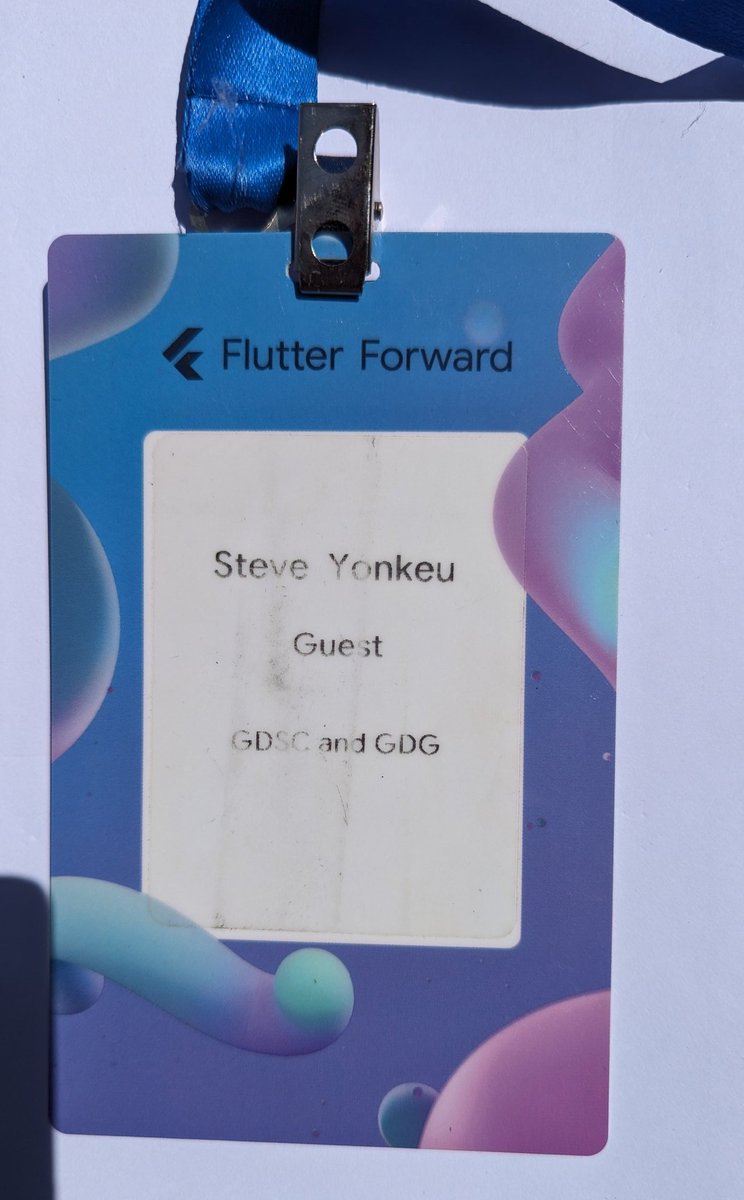 Flutter Forward
Steve Yonkeu
Guest
GDSC and GDG